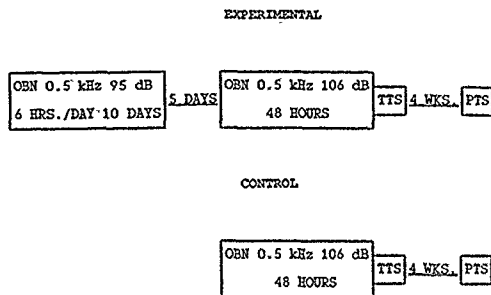 EXPERIMENTAL
OBN 0.5 kHz 95 dB
6 HRS./DAY 10 DAYS
5 DAYS
OBN 0.5 kHz 106 dB
48 HOURS
TTS
4 WKS.
PTS
CONTROL
OBN 0.5 kHz 106 dB
48 HOURS
TTS
4 WKS.
PTS